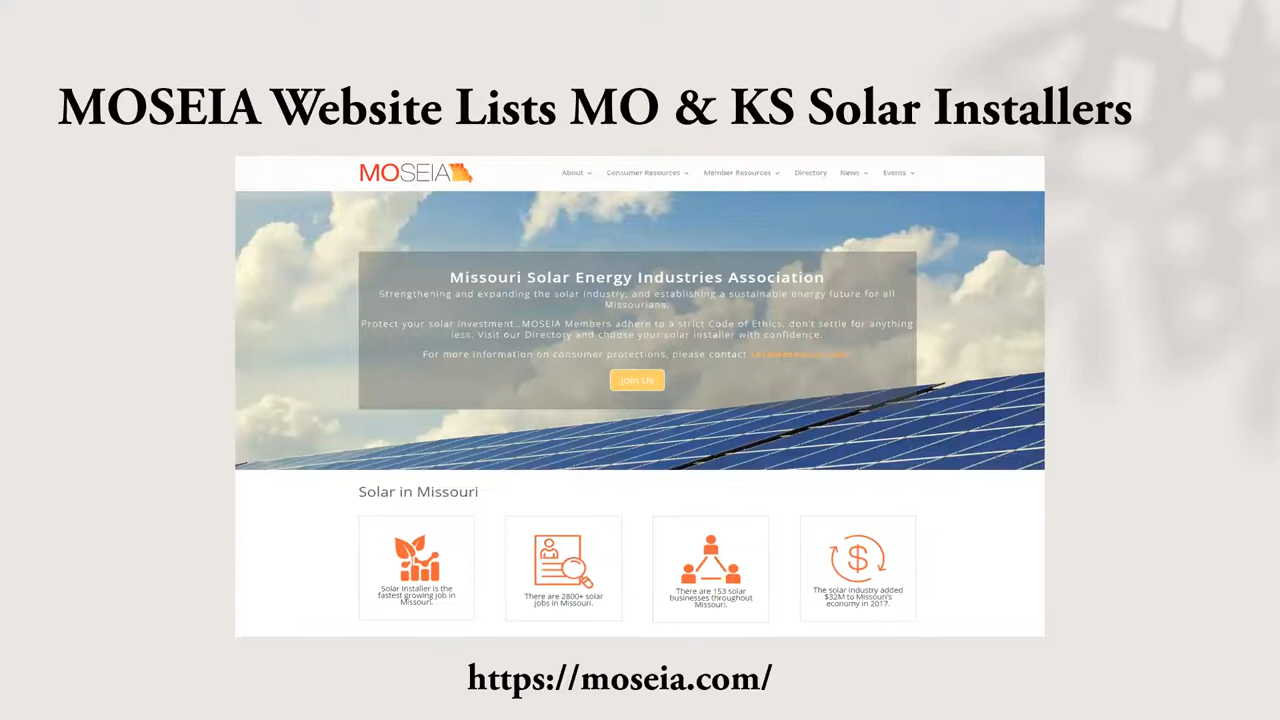 MOSEIA Website Lists MO & KS Solar Installers
MOSEIA
About
Consumer Resources
Member Resources
Directory
News
Events
Missouri Solar Energy Industries Association
Strengthening and expanding the solar industry, and establishing a sustainable energy future for all
Missourians.
Protect your solar investment...MOSEIA Members adhere to a strict Code of Ethics, don't settle for anything
less. Visit our Directory and choose your solar installer with confidence.
For more information on consumer protections, please contact
Join Us
Solar in Missouri
Solar Installer is the
fastest growing job in
Missouri.
There are 2800+ solar
jobs in Missouri.
There are 153 solar
businesses throughout
Missouri.
The solar industry added
$32M to Missouri's
economy in 2017.
https://moseia.com/